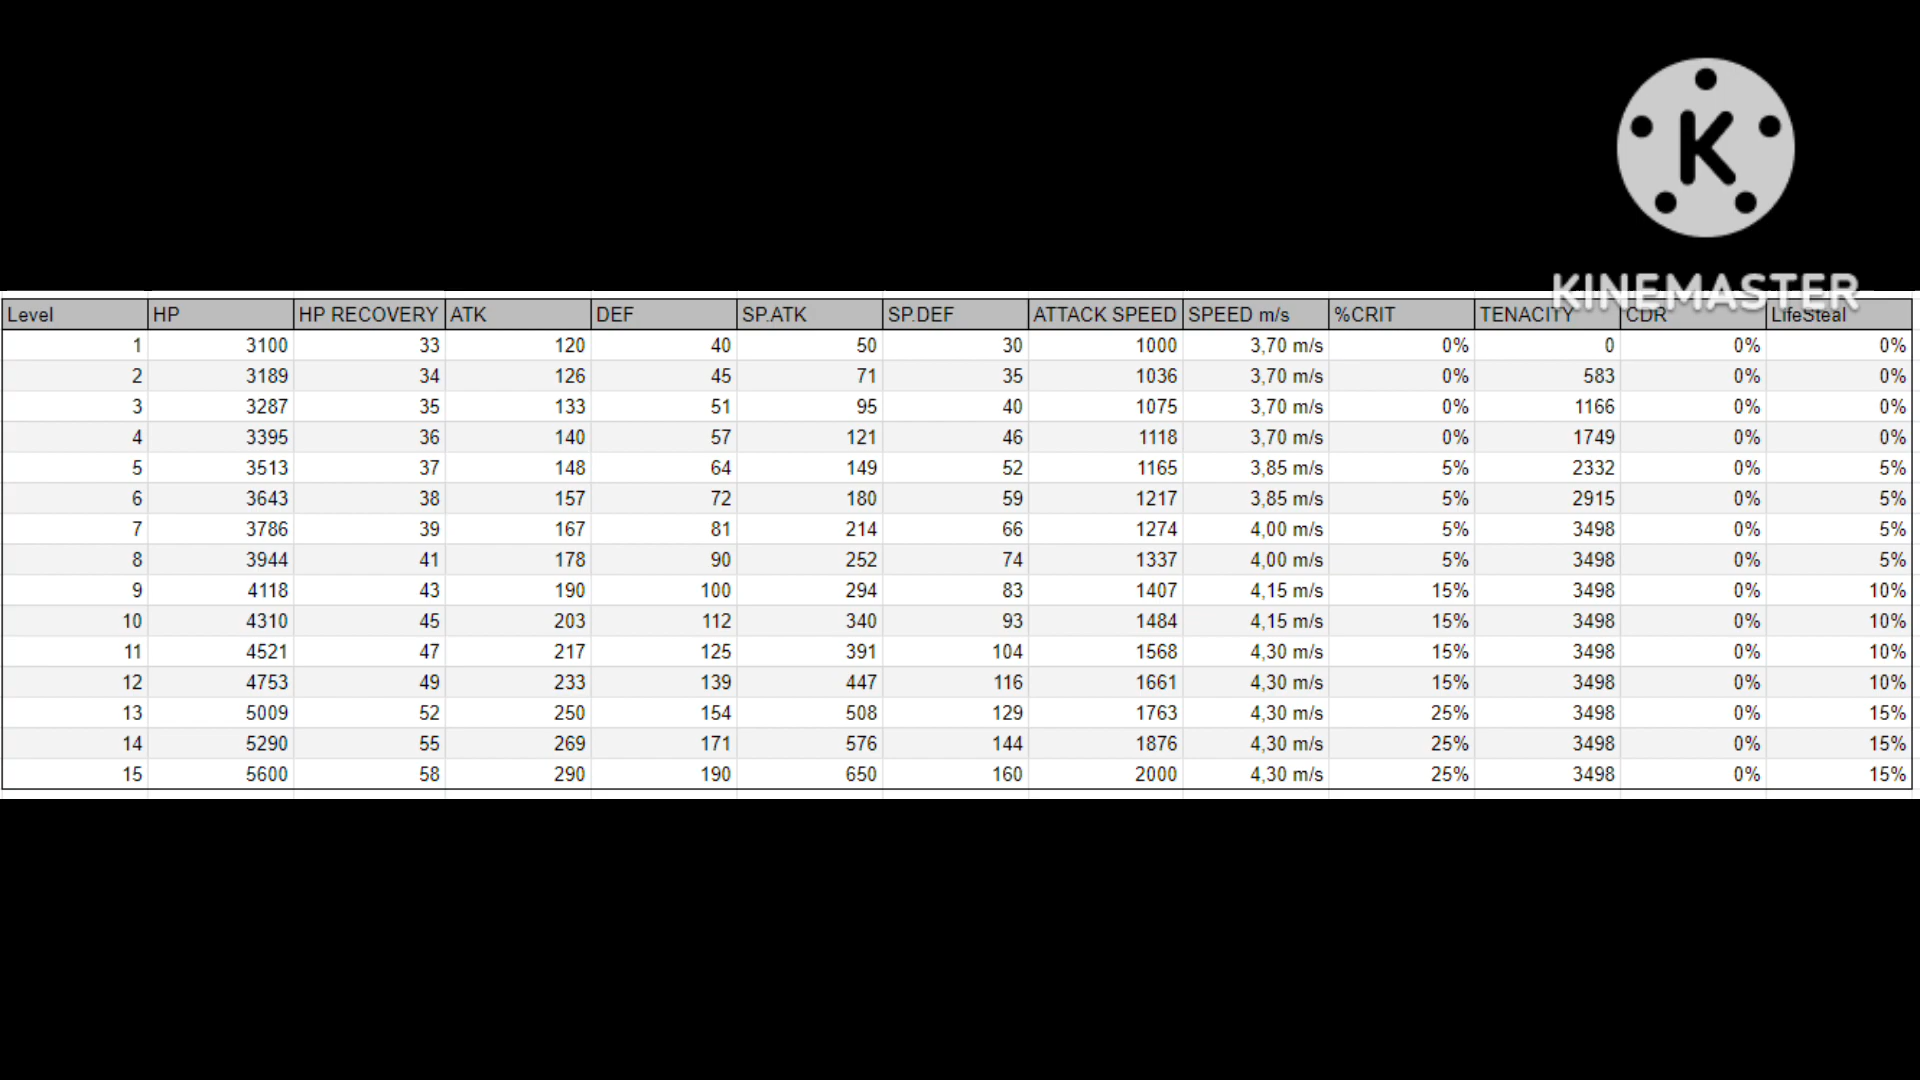 K
KINEMASTER
Level HP HP RECOVERY ATK DEF SP.ATK SP.DEF ATTACK SPEED SPEED m/s %CRIT TENACITY CDR LifeSteal
1 3100 33 120 40 50 30 1000 3,70 m/s 0% 0 0% 0%
2 3189 34 126 45 71 35 1036 3,70 m/s 0% 583 0% 0%
3 3287 35 133 51 95 40 1075 3,70 m/s 0% 1166 0% 0%
4 3395 36 140 57 121 46 1118 3,70 m/s 0% 1749 0% 0%
5 3513 37 148 64 149 52 1165 3,85 m/s 5% 2332 0% 5%
6 3643 38 157 72 180 59 1217 3,85 m/s 5% 2915 0% 5%
7 3786 39 167 81 214 66 1274 4,00 m/s 5% 3498 0% 5%
8 3944 41 178 90 252 74 1337 4,00 m/s 5% 3498 0% 5%
9 4118 43 190 100 294 83 1407 4,15 m/s 15% 3498 0% 10%
10 4310 45 203 112 340 93 1484 4,15 m/s 15% 3498 0% 10%
11 4521 47 217 125 391 104 1568 4,30 m/s 15% 3498 0% 10%
12 4753 49 233 139 447 116 1661 4,30 m/s 15% 3498 0% 10%
13 5009 52 250 154 508 129 1763 4,30 m/s 25% 3498 0% 15%
14 5290 55 269 171 576 144 1876 4,30 m/s 25% 3498 0% 15%
15 5600 58 290 190 650 160 2000 4,30 m/s 25% 3498 0% 15%